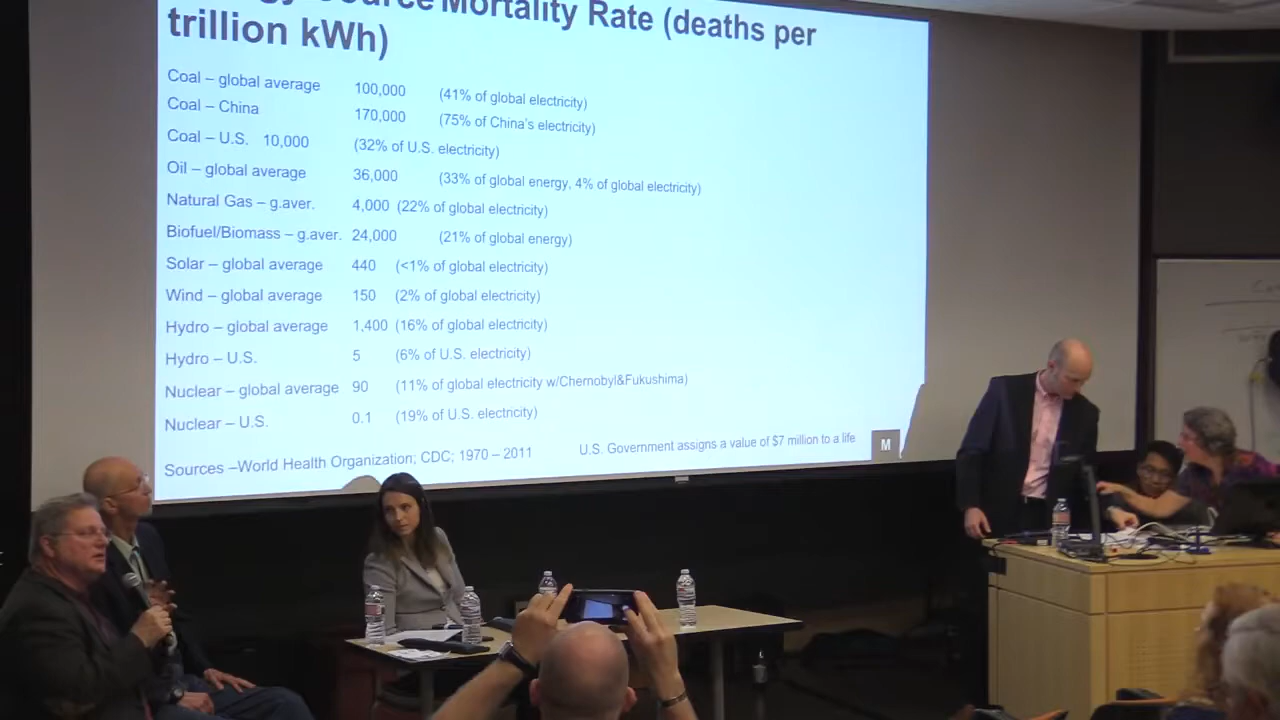 Mortality Rate (deaths per
trillion kWh)
Coal – global average 100,000 (41% of global electricity)
Coal – China 170,000 (75% of China's electricity)
Coal – U.S. 10,000 (32% of U.S. electricity)
Oil – global average 36,000 (33% of global energy, 4% of global electricity)
Natural Gas – g.aver. 4,000 (22% of global electricity)
Biofuel/Biomass – g.aver. 24,000 (21% of global energy)
Solar – global average 440 (<1% of global electricity)
Wind – global average 150 (2% of global electricity)
Hydro – global average 1,400 (16% of global electricity)
Hydro – U.S. 5 (6% of U.S. electricity)
Nuclear – global average 90 (11% of global electricity w/Chernobyl&Fukushima)
Nuclear – U.S. 0.1 (19% of U.S. electricity)
Sources –World Health Organization; CDC; 1970 – 2011
U.S. Government assigns a value of $7 million to a life
M